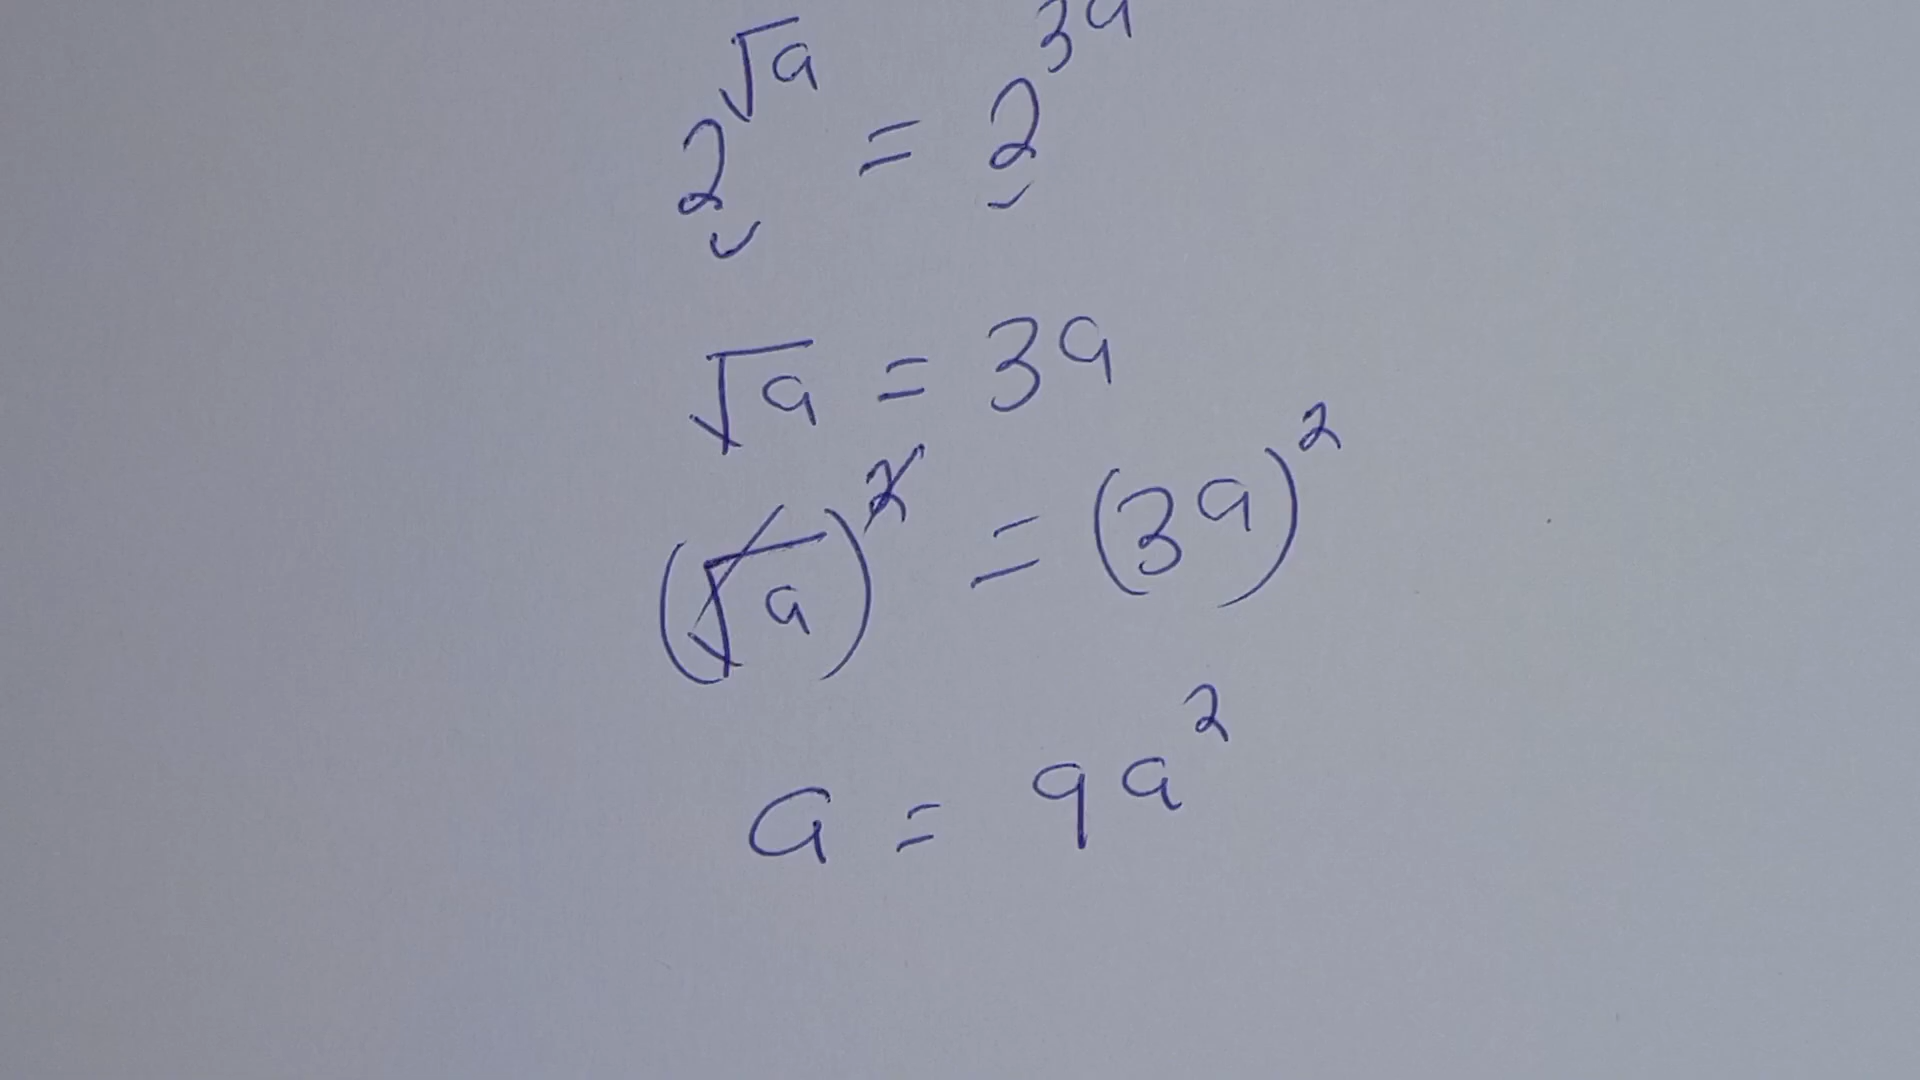 2^√a = 2^3a
√a = 3a
(√a)^2 = (3a)^2
a = 9a^2